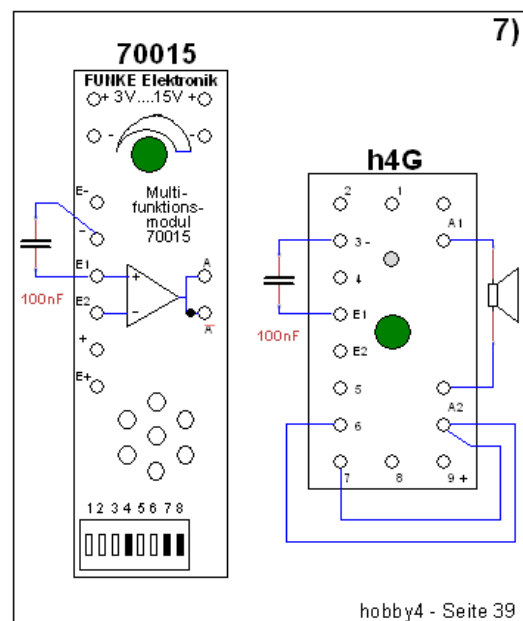 7)
70015
FUNKE Elektronik
+ 3V....15V +
- -
E-
-
E1
E2
+
E+
100nF
Multi-
funktions-
modul
70015
+
-
A
A
1 2 3 4 5 6 7 8
h4G
2
1
3 -
A1
4
E1
E2
5
A2
6
7
8
9 +
100nF
hobby4 - Seite 39